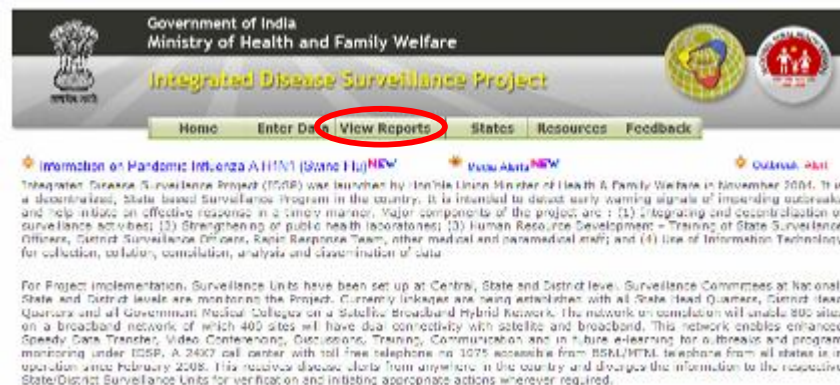 Government of India
Ministry of Health and Family Welfare
Integrated Disease Surveillance Project
Home Enter Data View Reports States Resources Feedback
Information on Pandemic Influenza A H1N1 (Swine Flu) NEW Media Alerts NEW Outbreak Alert
Integrated Disease Surveillance Project (IDSP) was launched by Hon'ble Union Minister of Health & Family Welfare in November 2004. It is
a decentralized, State based Surveillance Program in the country. It is intended to detect early warning signals of impending outbreaks
and help initiate an effective response in a timely manner. Major components of the project are : (1) Integrating and decentralization
surveillance activities; (2) Strengthening of public health laboratories; (3) Human Resource Development – Training of State Surveillance
Officers, District Surveillance Officers, Rapid Response Team, other medical and paramedical staff; and (4) Use of Information Technology
for collection, collation, compilation, analysis and dissemination of data
For Project implementation, Surveillance Units have been set up at Central, State and District level. Surveillance Committees at National
State and District levels are monitoring the Project. Currently linkages are being established with all State Head Quarters, District Head
Quarters and all Government Medical Colleges on a Satellite Broadband Hybrid Network. The network on completion will enable 800 sites
on a broadband network of which 400 sites will have dual connectivity with satellite and broadband. This network enables enhanced
Speedy Data Transfer, Video Conferencing, Discussions, Training, Communication and in future e-learning for outbreaks and program
monitoring under IDSP. A 24X7 call center with toll free telephone no 1075 accessible from BSNL/MTNL telephone from all states is in
operation since February 2008. This receives disease alerts from anywhere in the country and diverges the information to the respective
State/District Surveillance Units for verification and initiating appropriate actions wherever required.